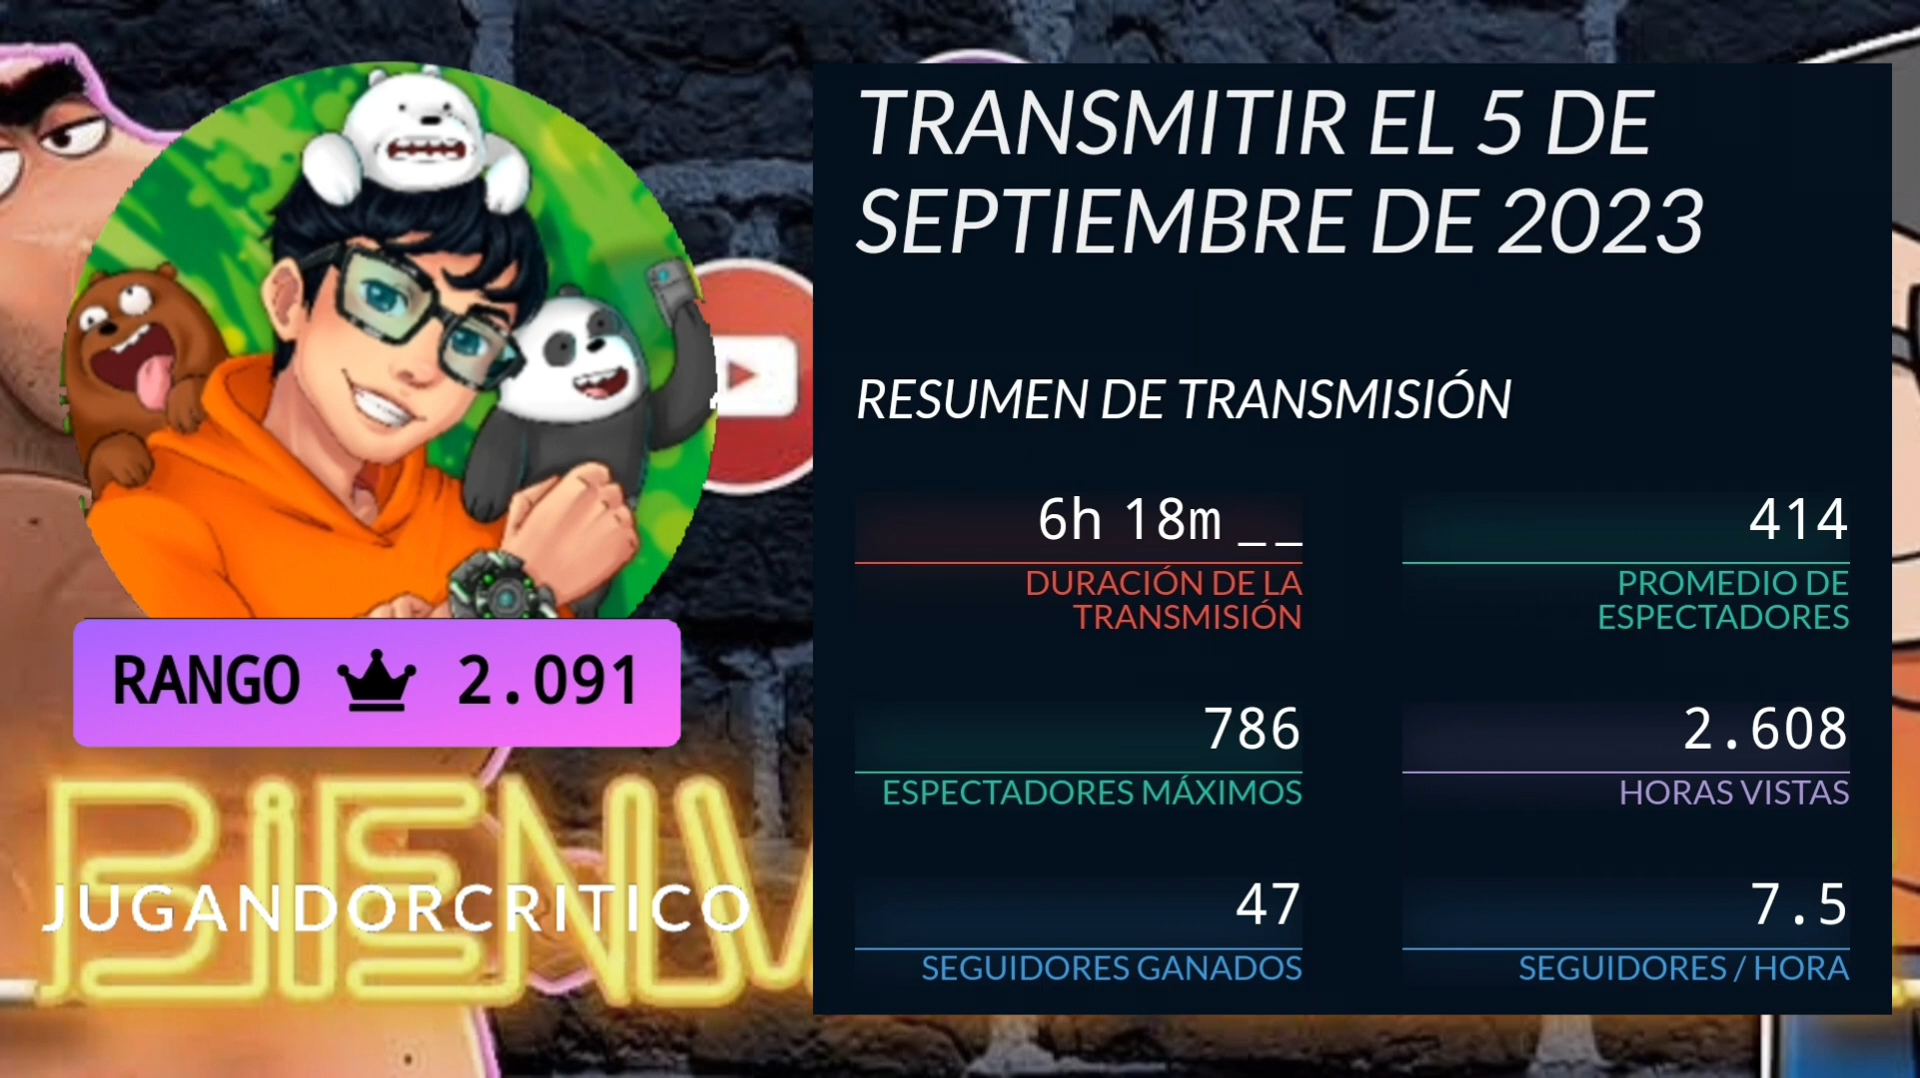 TRANSMITIR EL 5 DE
SEPTIEMBRE DE 2023
RESUMEN DE TRANSMISIÓN
6h 18m _ _
DURACIÓN DE LA
TRANSMISIÓN
414
PROMEDIO DE
ESPECTADORES
786
ESPECTADORES MÁXIMOS
2.608
HORAS VISTAS
47
SEGUIDORES GANADOS
7.5
SEGUIDORES / HORA
RANGO 2.091
BIENV
JUGANDORCRITICO